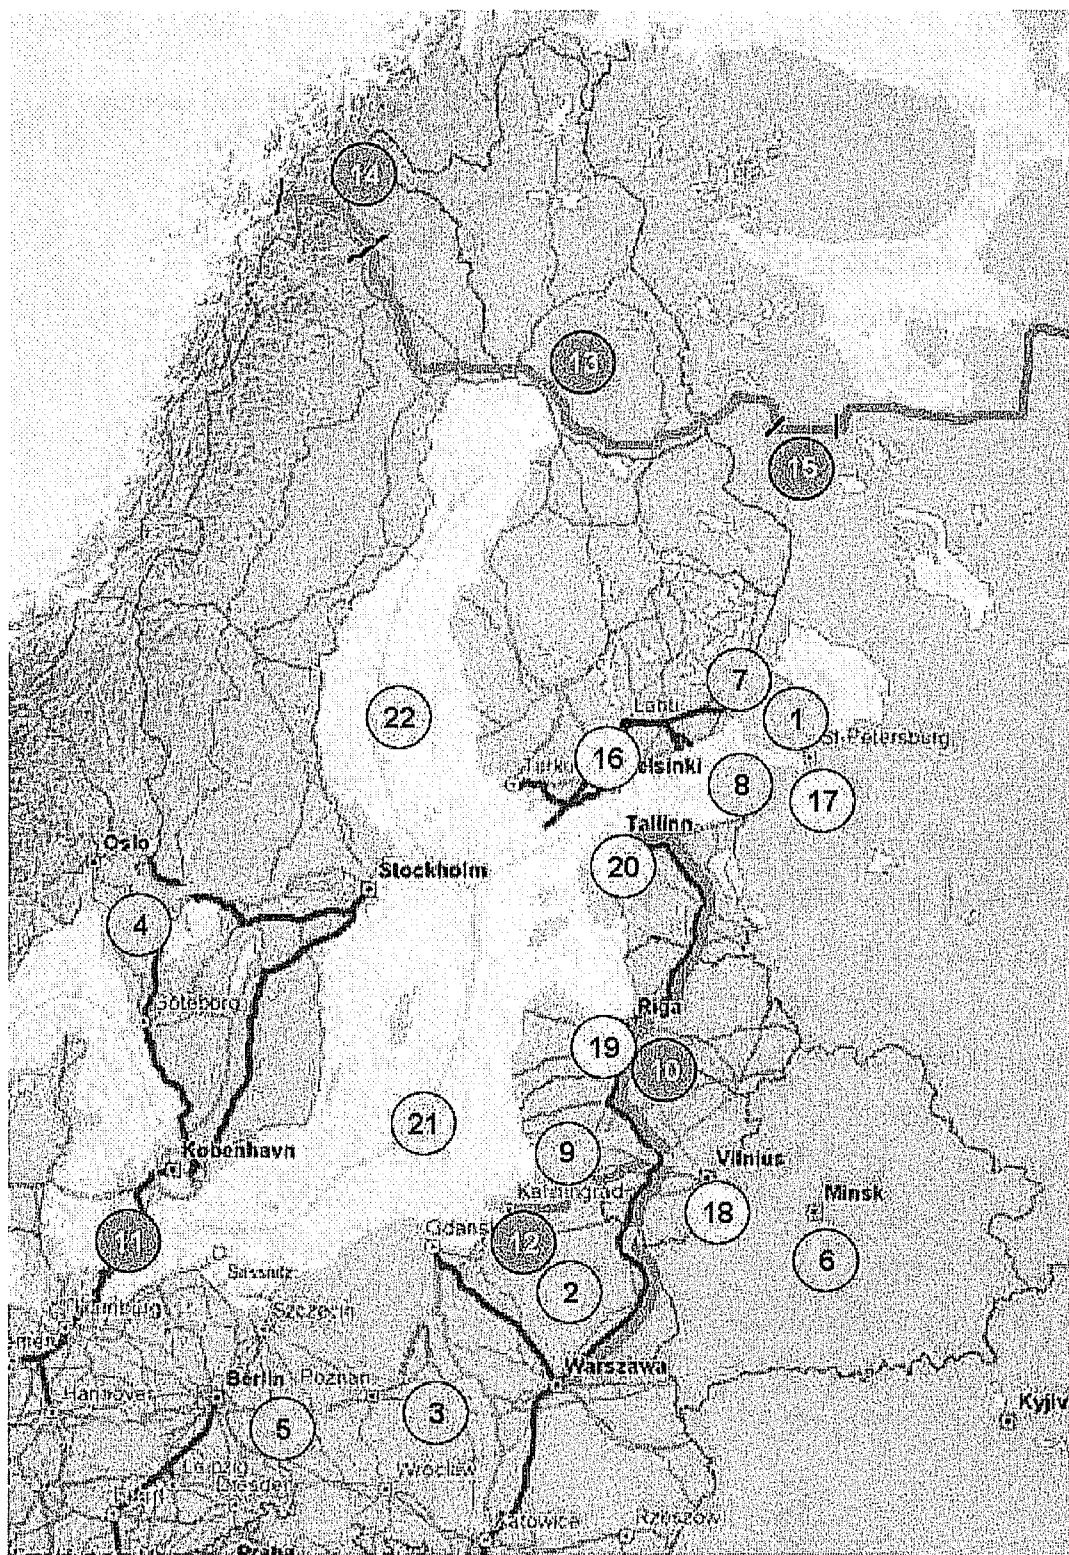 14
13
15
7
Lahti
22
1
St-Petersburg
16
Helsinki
Turku
8
17
Tallinn
Oslo
20
Stockholm
4
Göteborg
Riga
19
10
21
København
9
Vilnius
Kaliningrad
Minsk
18
Gdansk
12
11
6
Sassnitz
2
Hamburg
Szczecin
Warszawa
Berlin
Poznan
Hannover
3
Kyjiv
5
Leipzig
Wroclaw
Dresden
Erfurt
Katowice
Rzeszow
Praha